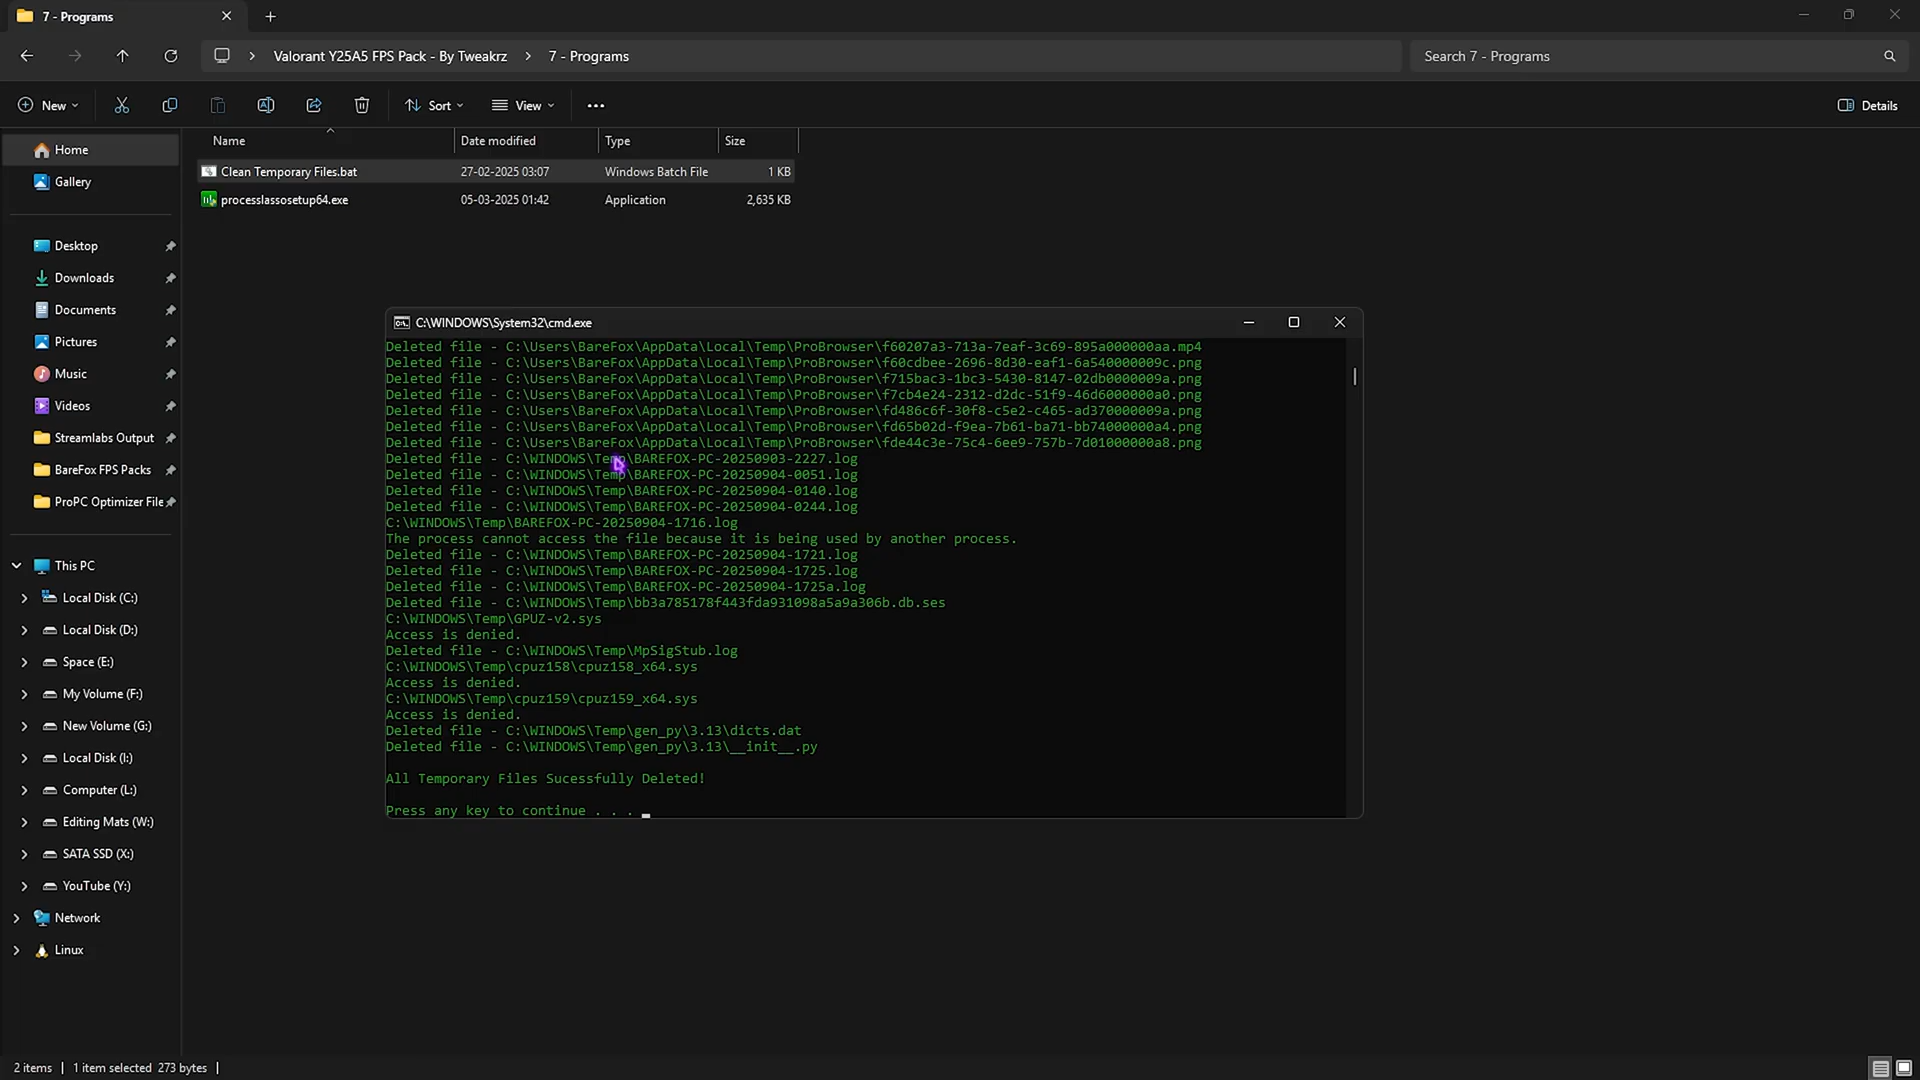 7 - Programs
Valorant Y25A5 FPS Pack - By Tweakrz > 7 - Programs
Search 7 - Programs
New
Sort
View
Details
Name
Date modified
Type
Size
Clean Temporary Files.bat 27-02-2025 03:07 Windows Batch File 1 KB
processlassosetup64.exe 05-03-2025 01:42 Application 2,635 KB
Home
Gallery
Desktop
Downloads
Documents
Pictures
Music
Videos
Streamlabs Output
BareFox FPS Packs
ProPC Optimizer File
This PC
Local Disk (C:)
Local Disk (D:)
Space (E:)
My Volume (F:)
New Volume (G:)
Local Disk (I:)
Computer (L:)
Editing Mats (W:)
SATA SSD (X:)
YouTube (Y:)
Network
Linux
C:\WINDOWS\System32\cmd.exe
Deleted file - C:\Users\BareFox\AppData\Local\Temp\ProBrowser\f60207a3-713a-7eaf-3c69-895a000000aa.mp4
Deleted file - C:\Users\BareFox\AppData\Local\Temp\ProBrowser\f60cdbee-2696-8d30-eaf1-6a540000009c.png
Deleted file - C:\Users\BareFox\AppData\Local\Temp\ProBrowser\f715bac3-1bc3-5430-8147-02db0000009a.png
Deleted file - C:\Users\BareFox\AppData\Local\Temp\ProBrowser\f7cb4e24-2312-d2dc-51f9-46d6000000a0.png
Deleted file - C:\Users\BareFox\AppData\Local\Temp\ProBrowser\fd486c6f-30f8-c5e2-c465-ad370000009a.png
Deleted file - C:\Users\BareFox\AppData\Local\Temp\ProBrowser\fd65b02d-f9ea-7b61-ba71-bb74000000a4.png
Deleted file - C:\Users\BareFox\AppData\Local\Temp\ProBrowser\fde44c3e-75c4-6ee9-757b-7d01000000a8.png
Deleted file - C:\WINDOWS\Temp\BAREFOX-PC-20250903-2227.log
Deleted file - C:\WINDOWS\Temp\BAREFOX-PC-20250904-0051.log
Deleted file - C:\WINDOWS\Temp\BAREFOX-PC-20250904-0140.log
Deleted file - C:\WINDOWS\Temp\BAREFOX-PC-20250904-0244.log
C:\WINDOWS\Temp\BAREFOX-PC-20250904-1716.log
The process cannot access the file because it is being used by another process.
Deleted file - C:\WINDOWS\Temp\BAREFOX-PC-20250904-1721.log
Deleted file - C:\WINDOWS\Temp\BAREFOX-PC-20250904-1725.log
Deleted file - C:\WINDOWS\Temp\BAREFOX-PC-20250904-1725a.log
Deleted file - C:\WINDOWS\Temp\bb3a785178f443fda931098a5a9a306b.db.ses
C:\WINDOWS\Temp\GPUZ-v2.sys
Access is denied.
Deleted file - C:\WINDOWS\Temp\MpSigStub.log
C:\WINDOWS\Temp\cpuz158\cpuz158_x64.sys
Access is denied.
C:\WINDOWS\Temp\cpuz159\cpuz159_x64.sys
Access is denied.
Deleted file - C:\WINDOWS\Temp\gen_py\3.13\dicts.dat
Deleted file - C:\WINDOWS\Temp\gen_py\3.13\__init__.py
All Temporary Files Sucessfully Deleted!
Press any key to continue . . .
2 items
1 item selected 273 bytes